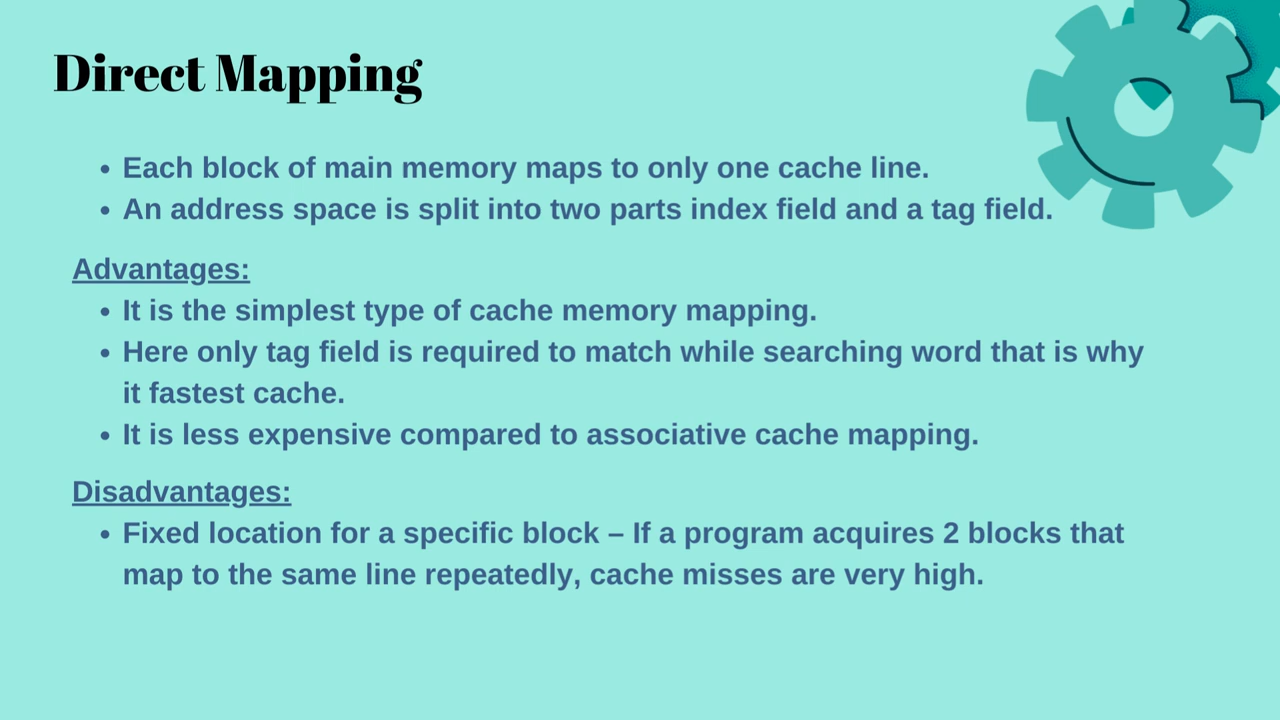 Direct Mapping
• Each block of main memory maps to only one cache line.
• An address space is split into two parts index field and a tag field.
Advantages:
• It is the simplest type of cache memory mapping.
• Here only tag field is required to match while searching word that is why
it fastest cache.
• It is less expensive compared to associative cache mapping.
Disadvantages:
• Fixed location for a specific block – If a program acquires 2 blocks that
map to the same line repeatedly, cache misses are very high.